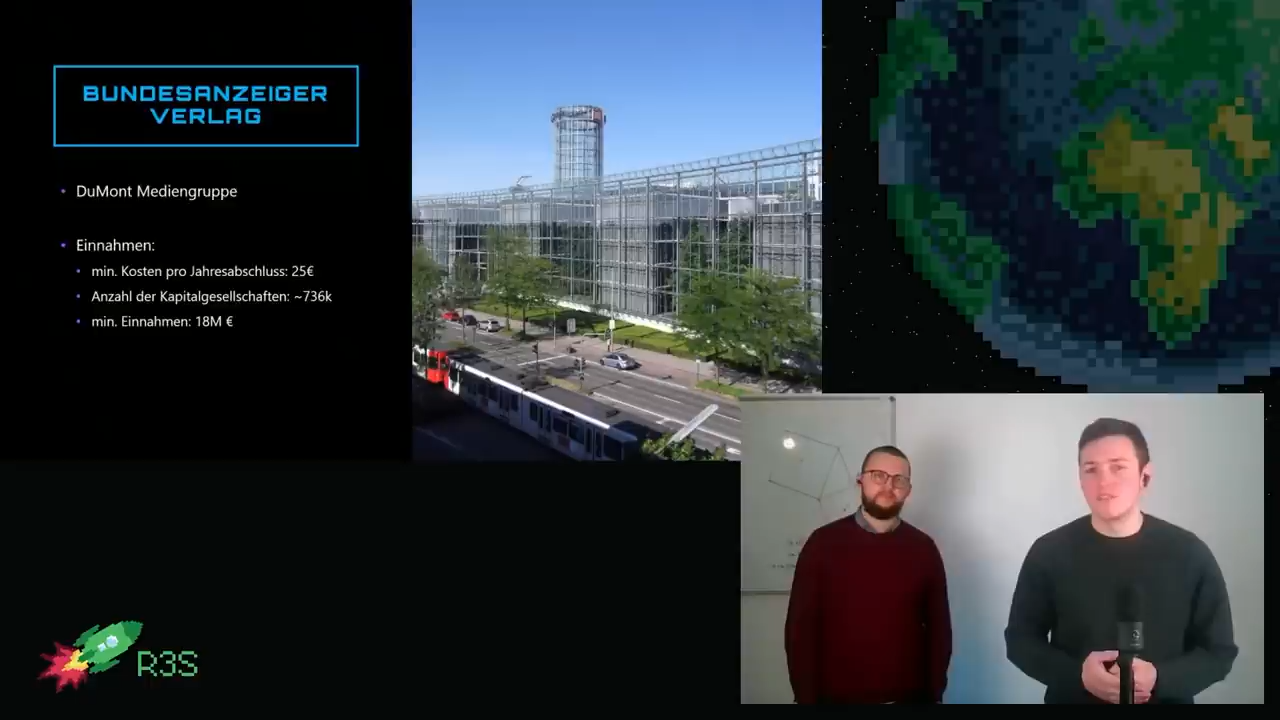 BUNDESANZEIGER
VERLAG
DuMont Mediengruppe
Einnahmen:
min. Kosten pro Jahresabschluss: 25€
Anzahl der Kapitalgesellschaften: ~736k
min. Einnahmen: 18M €
R3S